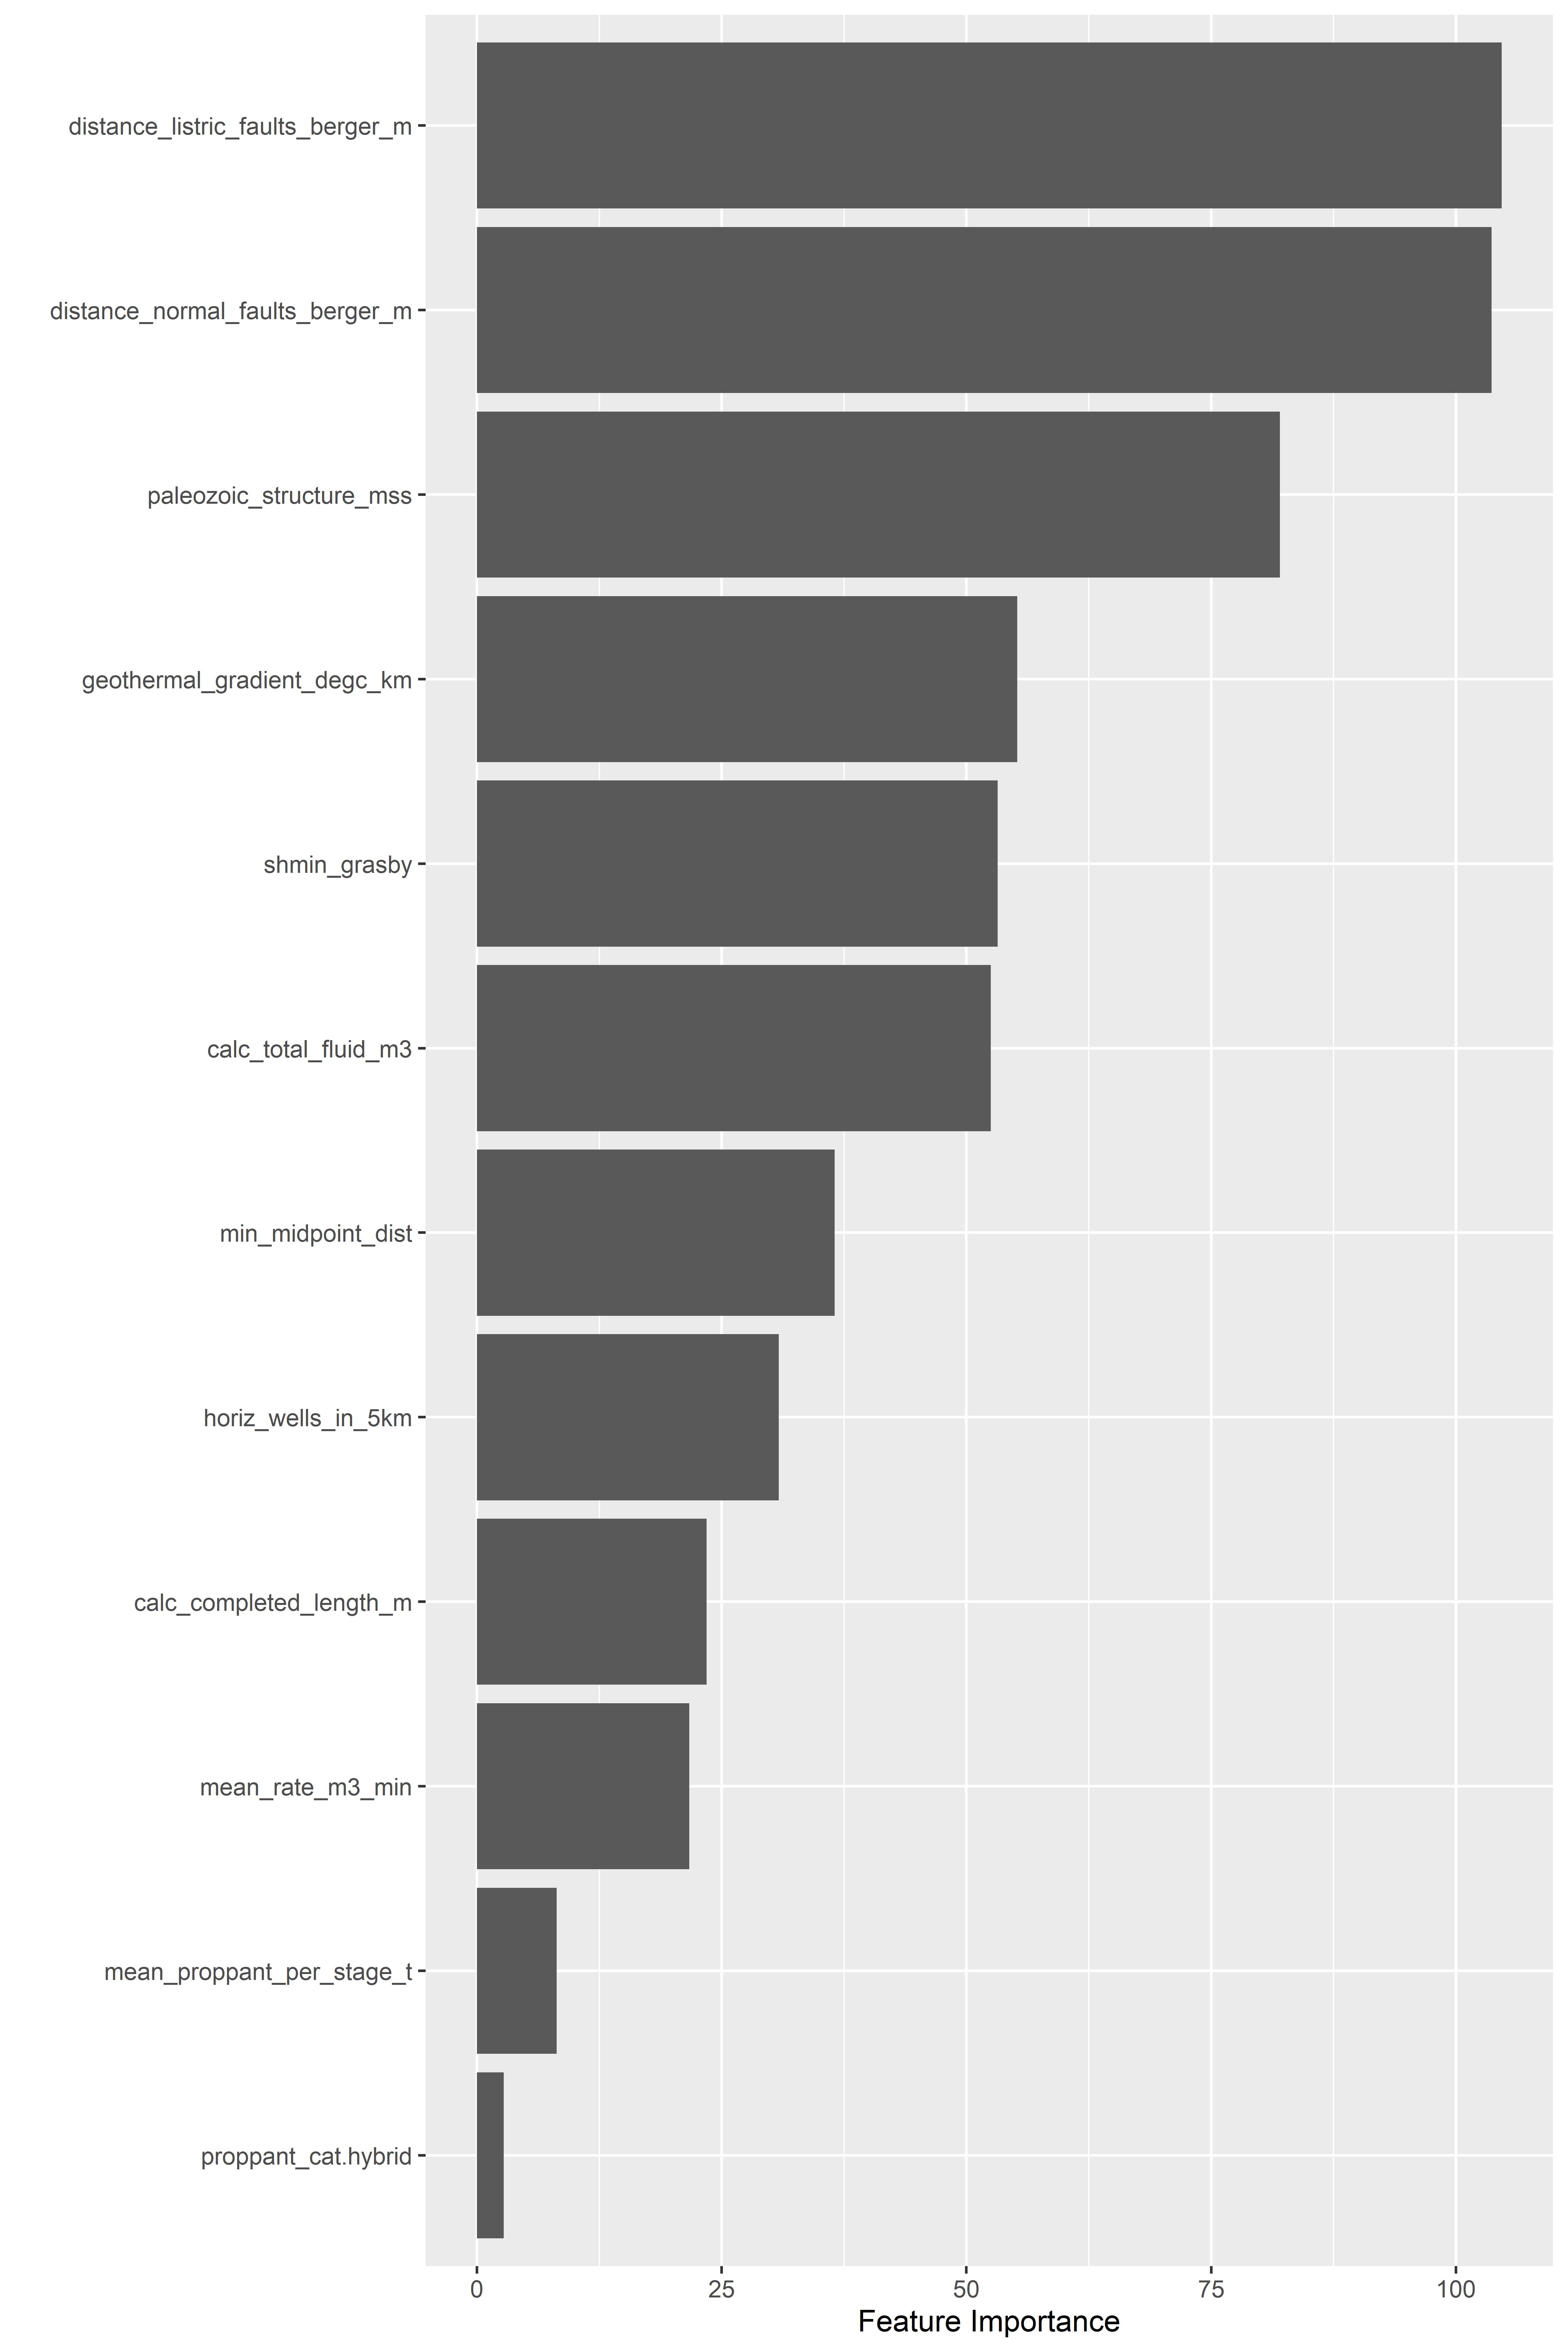 distance_listric_faults_berger_m
distance_normal_faults_berger_m
paleozoic_structure_mss
geothermal_gradient_degc_km
shmin_grasby
calc_total_fluid_m3
min_midpoint_dist
horiz_wells_in_5km
calc_completed_length_m
mean_rate_m3_min
mean_proppant_per_stage_t
proppant_cat.hybrid
0 25 50 75 100
Feature Importance